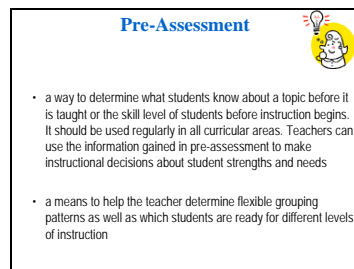 Pre-Assessment
• a way to determine what students know about a topic before it
is taught or the skill level of students before instruction begins.
It should be used regularly in all curricular areas. Teachers can
use the information gained in pre-assessment to make
instructional decisions about student strengths and needs
• a means to help the teacher determine flexible grouping
patterns as well as which students are ready for different levels
of instruction